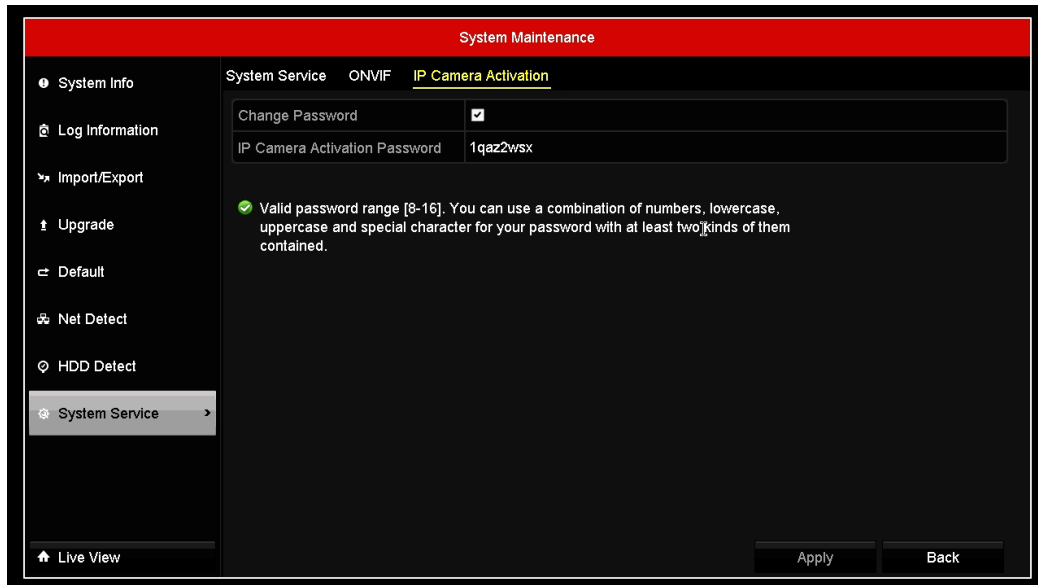 System Maintenance
System Info
Log Information
Import/Export
Upgrade
Default
Net Detect
HDD Detect
System Service
Live View
System Service ONVIF IP Camera Activation
Change Password
IP Camera Activation Password 1qaz2wsx
Valid password range [8-16]. You can use a combination of numbers, lowercase,
uppercase and special character for your password with at least two kinds of them
contained.
Apply Back